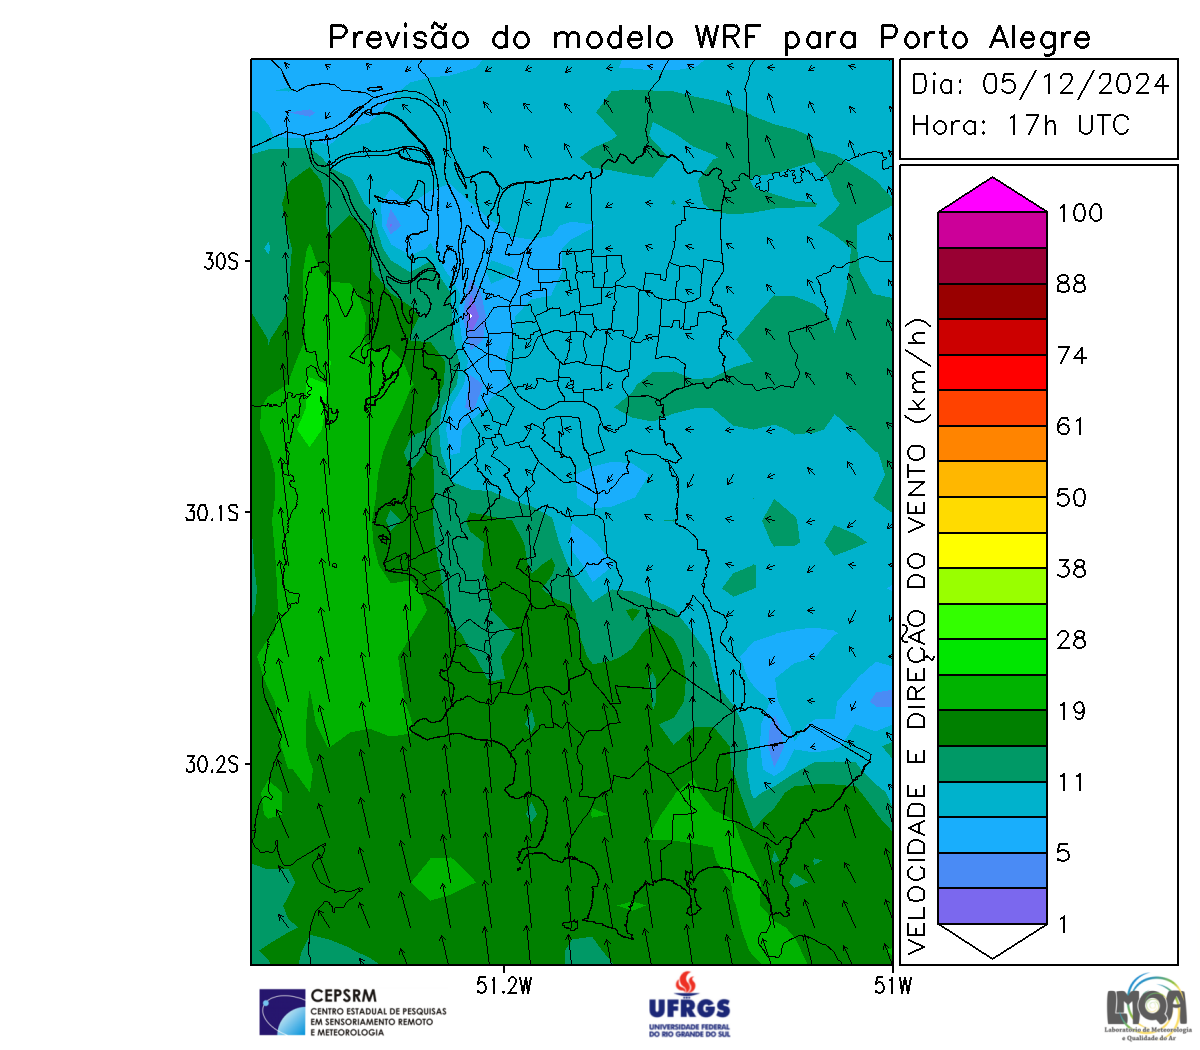 Previsão do modelo WRF para Porto Alegre
Dia: 05/12/2024
Hora: 17h UTC
30S
30.1S
30.2S
51.2W
51W
VELOCIDADE E DIREÇÃO DO VENTO (km/h)
100
88
74
61
50
38
28
19
11
5
1
CEPSRM
CENTRO ESTADUAL DE PESQUISAS
EM SENSORIAMENTO REMOTO
E METEOROLOGIA
UFRGS
UNIVERSIDADE FEDERAL
DO RIO GRANDE DO SUL
LMQA
Laboratório de Meteorologia
e Qualidade do Ar